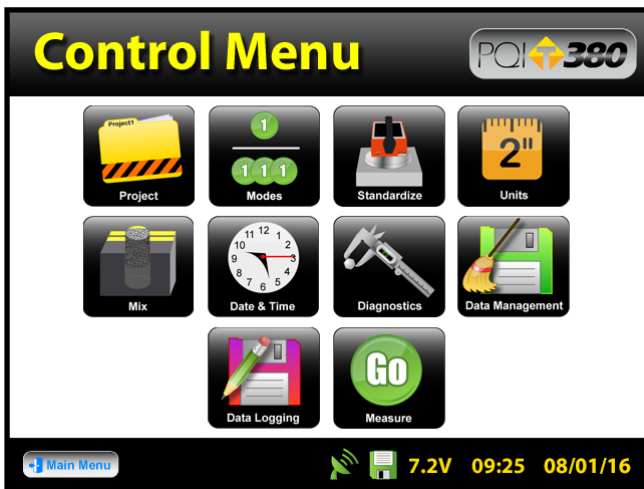 Control Menu
PQI T 380
Project1
1
1 1 1
2"
Project
Modes
Standardize
Units
12
11
1
10
2
9
3
8
4
7
6
5
Mix
Date & Time
Diagnostics
Data Management
Go
Data Logging
Measure
Main Menu
7.2V
09:25
08/01/16